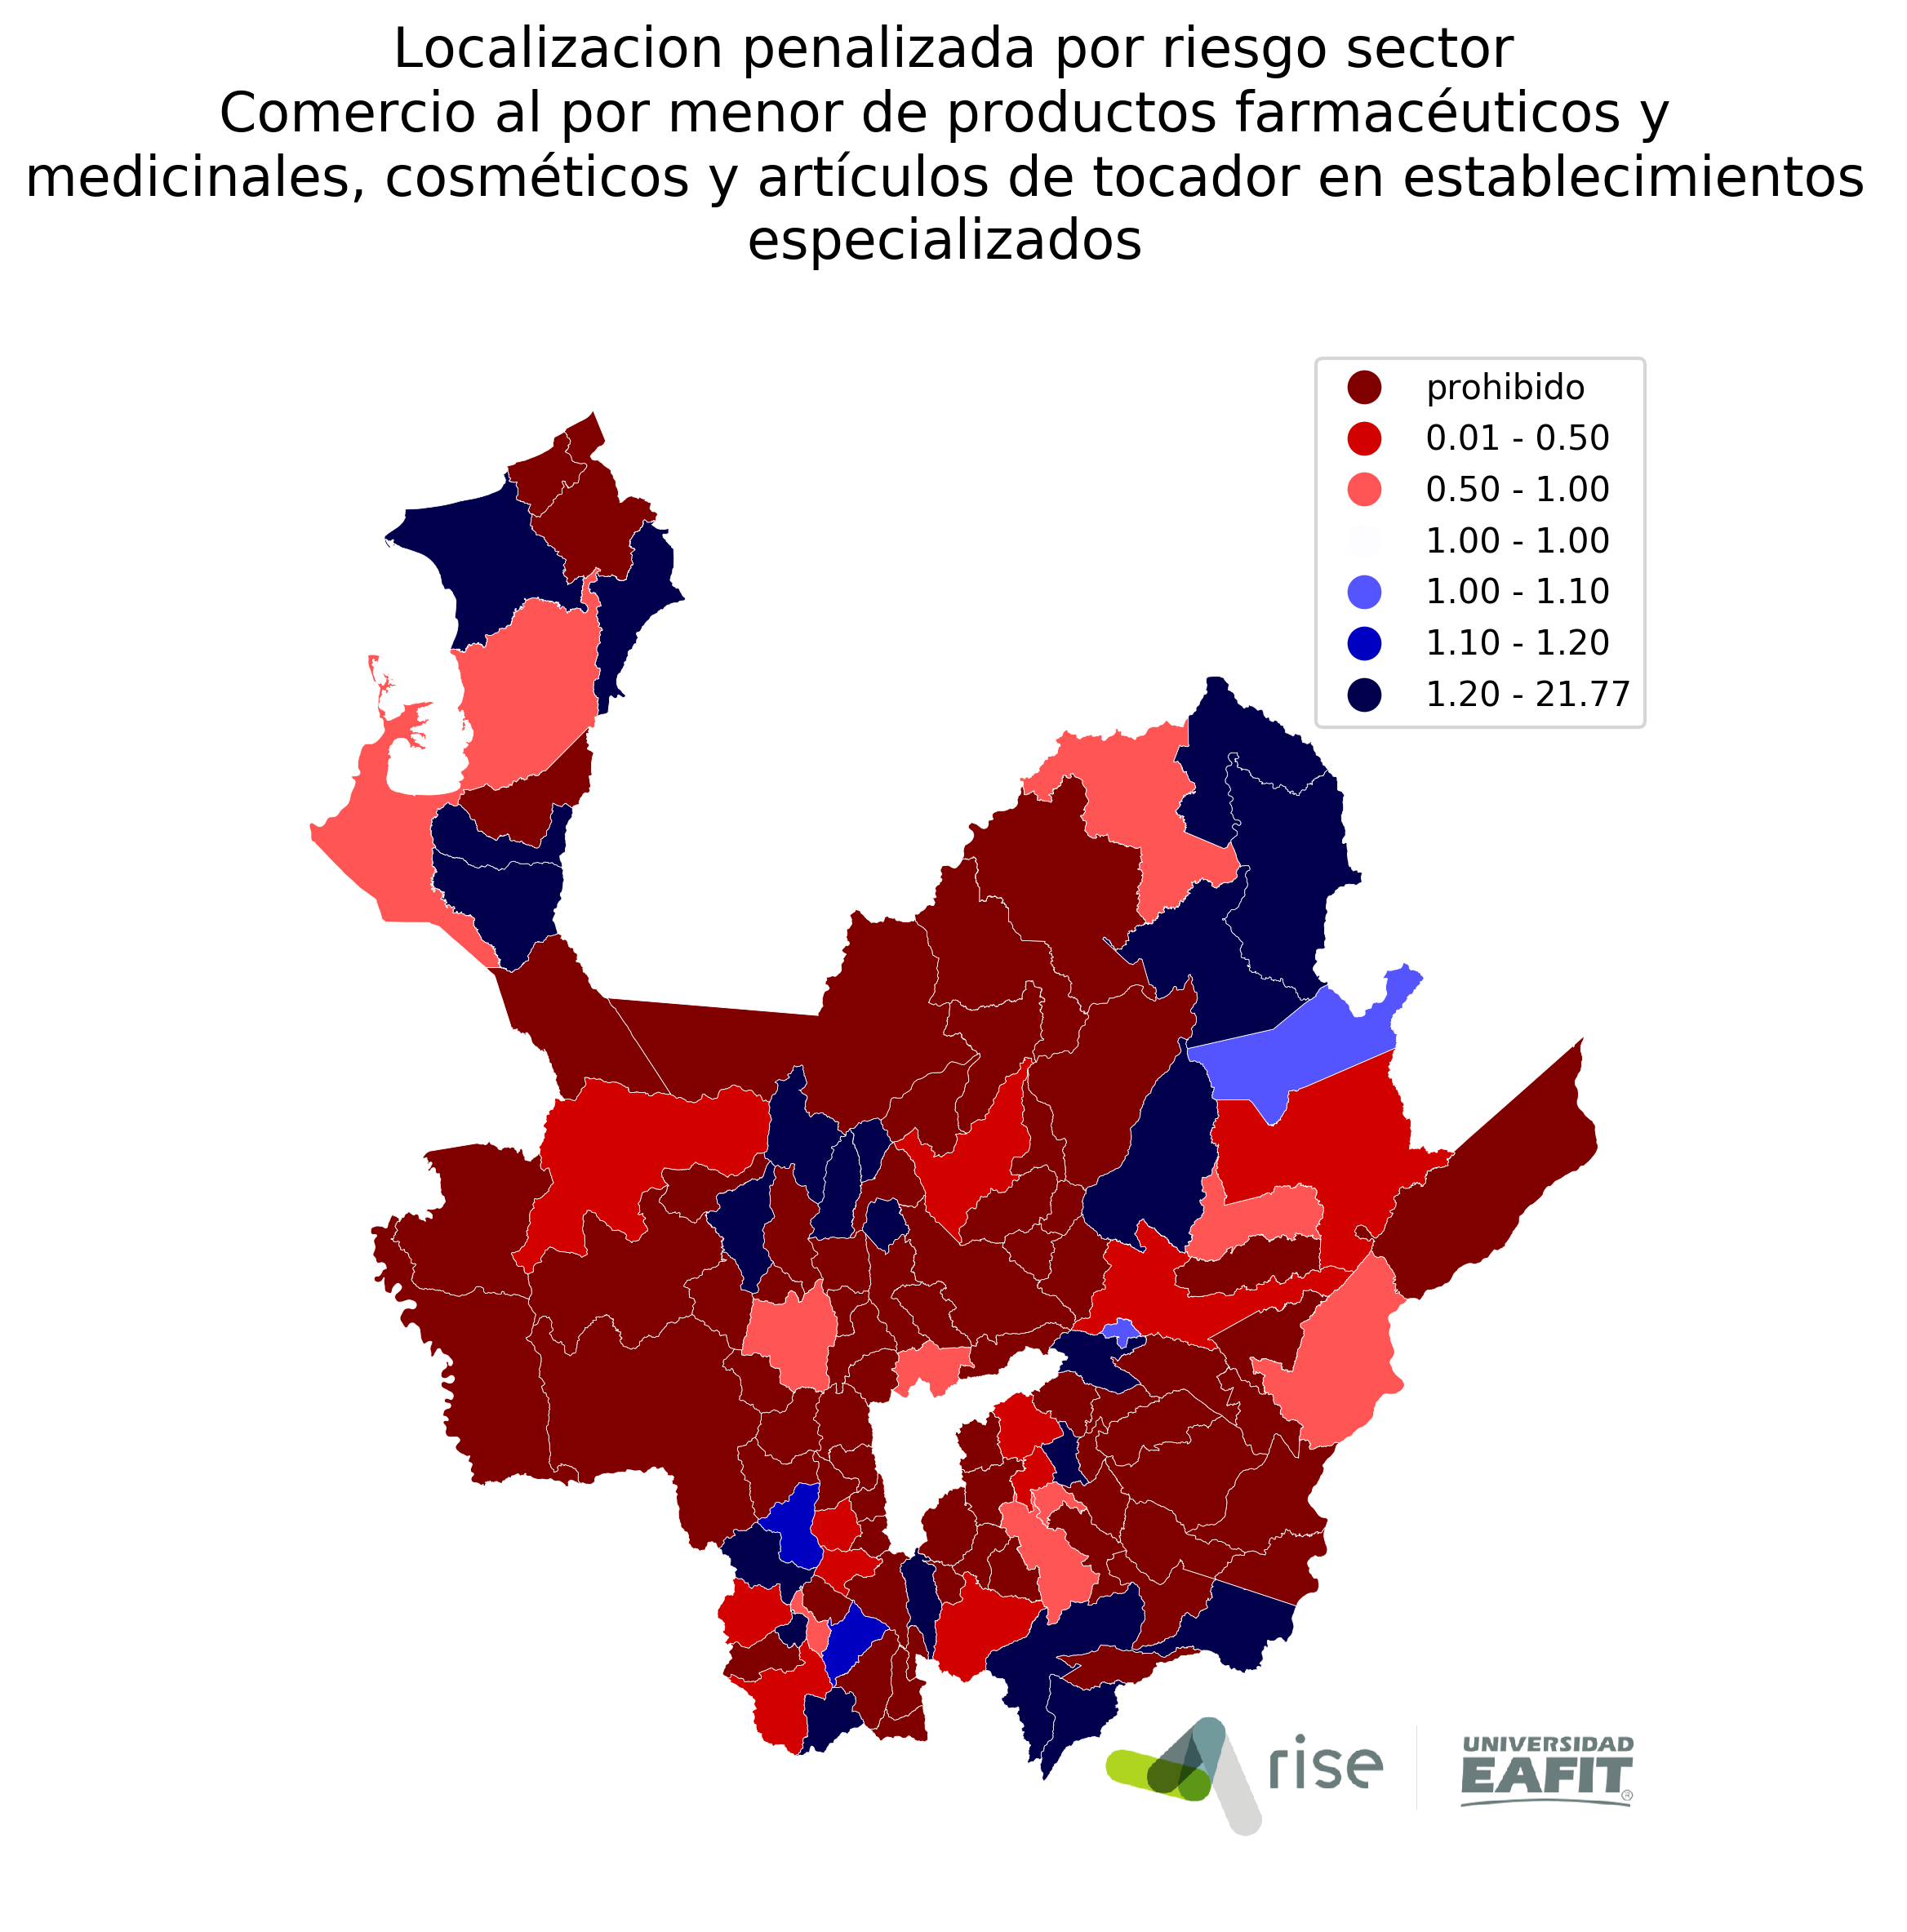 Localizacion penalizada por riesgo sector
Comercio al por menor de productos farmacéuticos y
medicinales, cosméticos y artículos de tocador en establecimientos
especializados
prohibido
0.01 - 0.50
0.50 - 1.00
1.00 - 1.00
1.00 - 1.10
1.10 - 1.20
1.20 - 21.77
rise
UNIVERSIDAD
EAFIT®